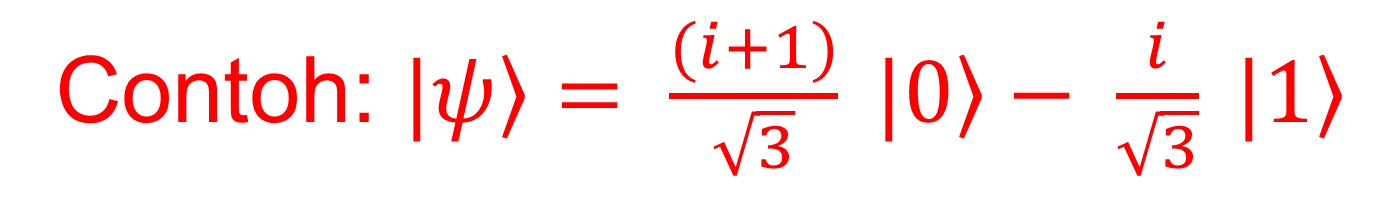 Contoh: |ψ⟩ = (i+1)/√3 |0⟩ − i/√3 |1⟩